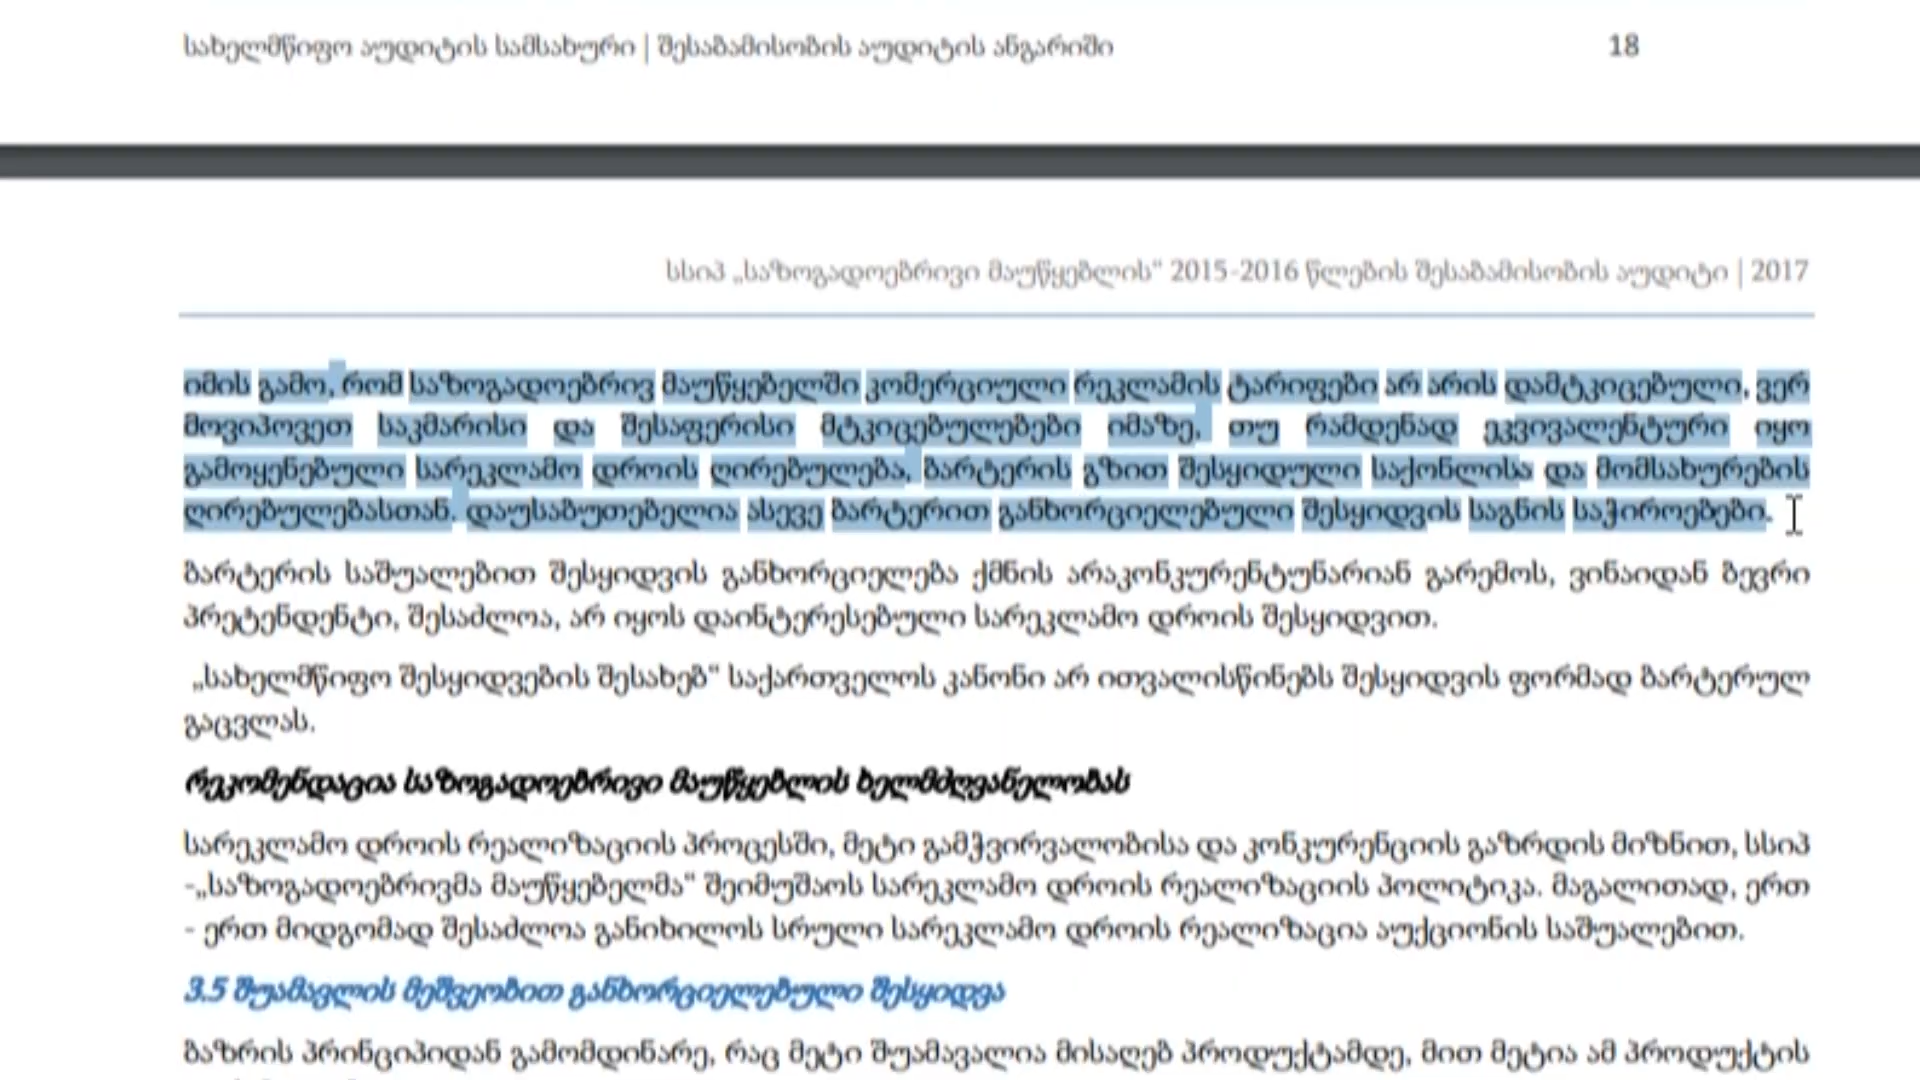 სახელმწიფო აუდიტის სამსახური | შესაბამისობის აუდიტის ანგარიში 18
სსიპ „საზოგადოებრივი მაუწყებლის“ 2015-2016 წლების შესაბამისობის აუდიტი | 2017
იმის გამო, რომ საზოგადოებრივ მაუწყებელში კომერციული რეკლამის ტარიფები არ არის დამტკიცებული, ვერ
მოვიპოვეთ საკმარისი და შესაფერისი მტკიცებულებები იმაზე, თუ რამდენად ეკვივალენტური იყო
გამოყენებული სარეკლამო დროის ღირებულება, ბარტერის გზით შესყიდული საქონლისა და მომსახურების
ღირებულებასთან. დაუსაბუთებელია ასევე ბარტერით განხორციელებული შესყიდვის საგნის საჭიროებები.
ბარტერის საშუალებით შესყიდვის განხორციელება ქმნის არაკონკურენტუნარიან გარემოს, ვინაიდან ბევრი
პრეტენდენტი, შესაძლოა, არ იყოს დაინტერესებული სარეკლამო დროის შესყიდვით.
„სახელმწიფო შესყიდვების შესახებ“ საქართველოს კანონი არ ითვალისწინებს შესყიდვის ფორმად ბარტერულ
გაცვლას.
რეკომენდაცია საზოგადოებრივი მაუწყებლის ხელმძღვანელობას
სარეკლამო დროის რეალიზაციის პროცესში, მეტი გამჭვირვალობისა და კონკურენციის გაზრდის მიზნით, სსიპ
-„საზოგადოებრივმა მაუწყებელმა“ შეიმუშაოს სარეკლამო დროის რეალიზაციის პოლიტიკა. მაგალითად, ერთ
- ერთ მიდგომად შესაძლოა განიხილოს სრული სარეკლამო დროის რეალიზაცია აუქციონის საშუალებით.
3.5 შუამავლის მეშვეობით განხორციელებული შესყიდვა
ბაზრის პრინციპიდან გამომდინარე, რაც მეტი შუამავალია მისაღებ პროდუქტამდე, მით მეტია ამ პროდუქტის